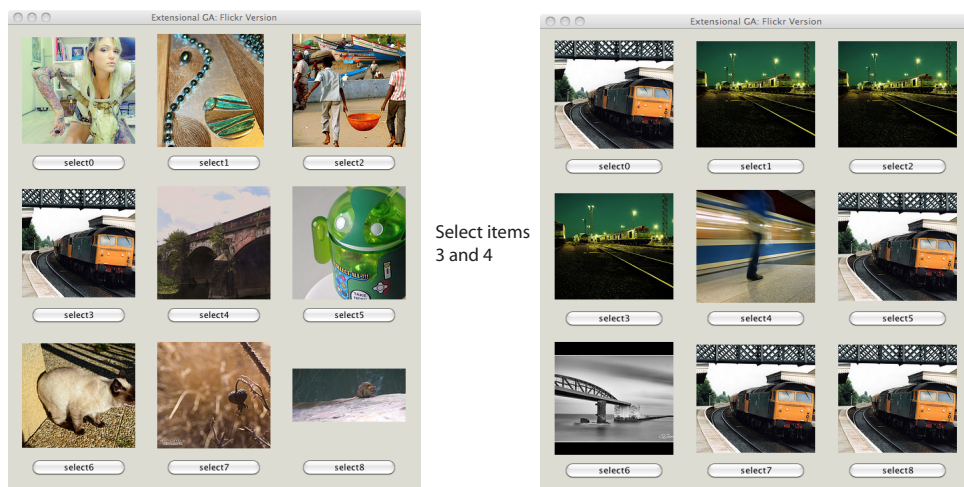 Extensional GA: Flickr Version
select0
select1
select2
select3
select4
select5
select6
select7
select8
Select items
3 and 4
Extensional GA: Flickr Version
select0
select1
select2
select3
select4
select5
select6
select7
select8